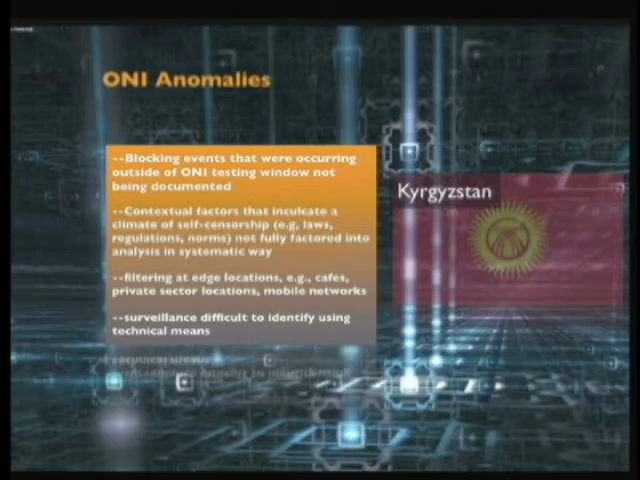 ONI Anomalies
--Blocking events that were occurring
outside of ONI testing window not
being documented
--Contextual factors that inculcate a
climate of self-censorship (e.g, laws,
regulations, norms) not fully factored into
analysis in systematic way
--filtering at edge locations, e.g., cafes,
private sector locations, mobile networks
--surveillance difficult to identify using
technical means
Kyrgyzstan